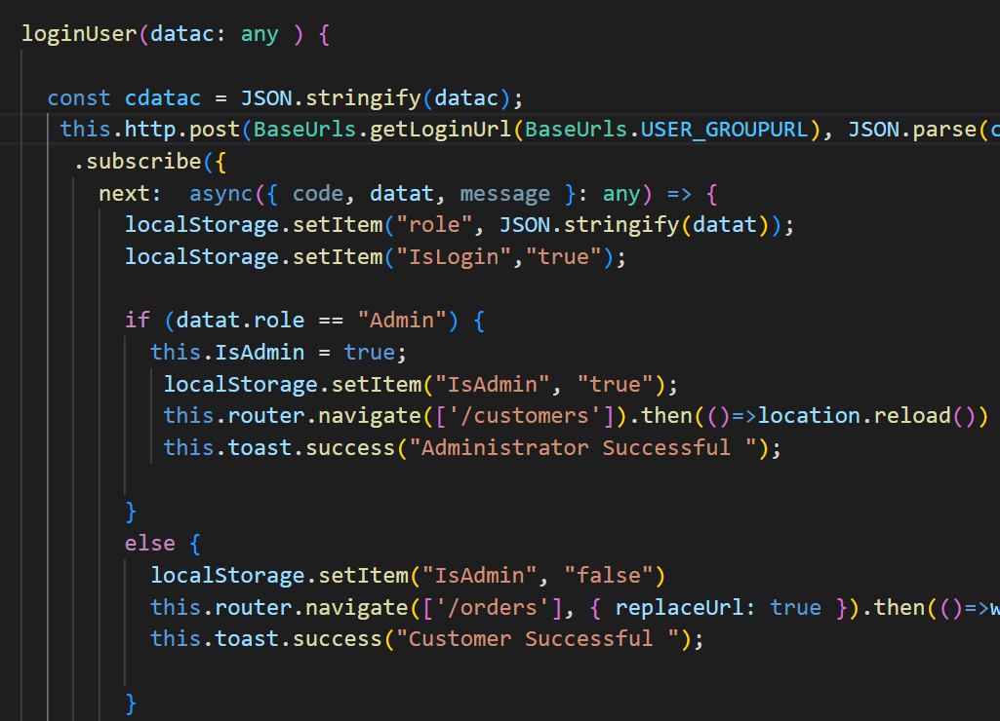 loginUser(datac: any ) {
const cdatac = JSON.stringify(datac);
this.http.post(BaseUrls.getLoginUrl(BaseUrls.USER_GROUPURL), JSON.parse(c
.subscribe({
next:  async({ code, datat, message }: any) => {
localStorage.setItem("role", JSON.stringify(datat));
localStorage.setItem("IsLogin","true");
if (datat.role == "Admin") {
this.IsAdmin = true;
localStorage.setItem("IsAdmin", "true");
this.router.navigate(['/customers']).then(()=>location.reload())
this.toast.success("Administrator Successful ");
}
else {
localStorage.setItem("IsAdmin", "false")
this.router.navigate(['/orders'], { replaceUrl: true }).then(()=>w
this.toast.success("Customer Successful ");
}